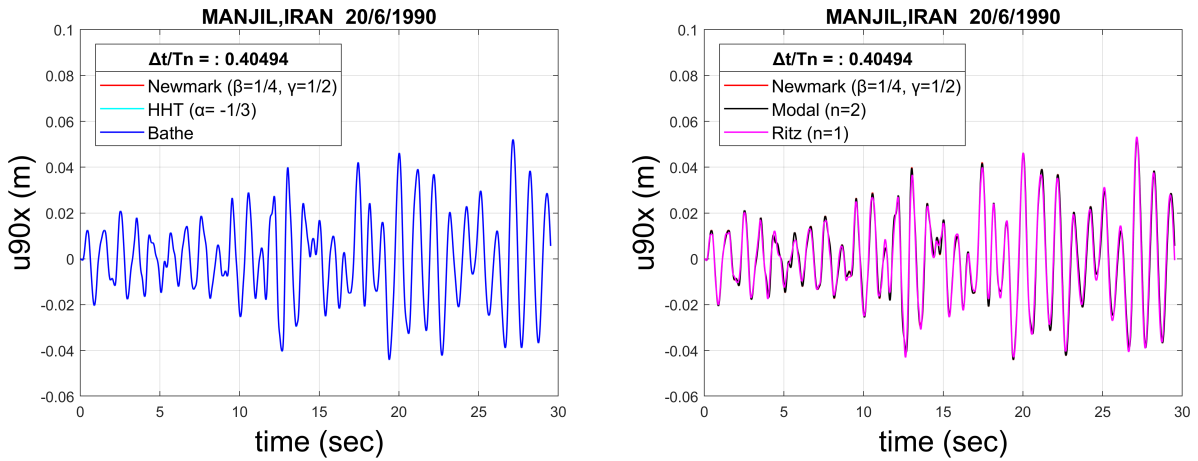 MANJIL,IRAN 20/6/1990
0.1
0.08
0.06
0.04
0.02
0
-0.02
-0.04
-0.06
u90x (m)
Δt/Tn = : 0.40494
Newmark (β=1/4, γ=1/2)
HHT (α= -1/3)
Bathe
0 5 10 15 20 25 30
time (sec)
MANJIL,IRAN 20/6/1990
0.1
0.08
0.06
0.04
0.02
0
-0.02
-0.04
-0.06
u90x (m)
Δt/Tn = : 0.40494
Newmark (β=1/4, γ=1/2)
Modal (n=2)
Ritz (n=1)
0 5 10 15 20 25 30
time (sec)